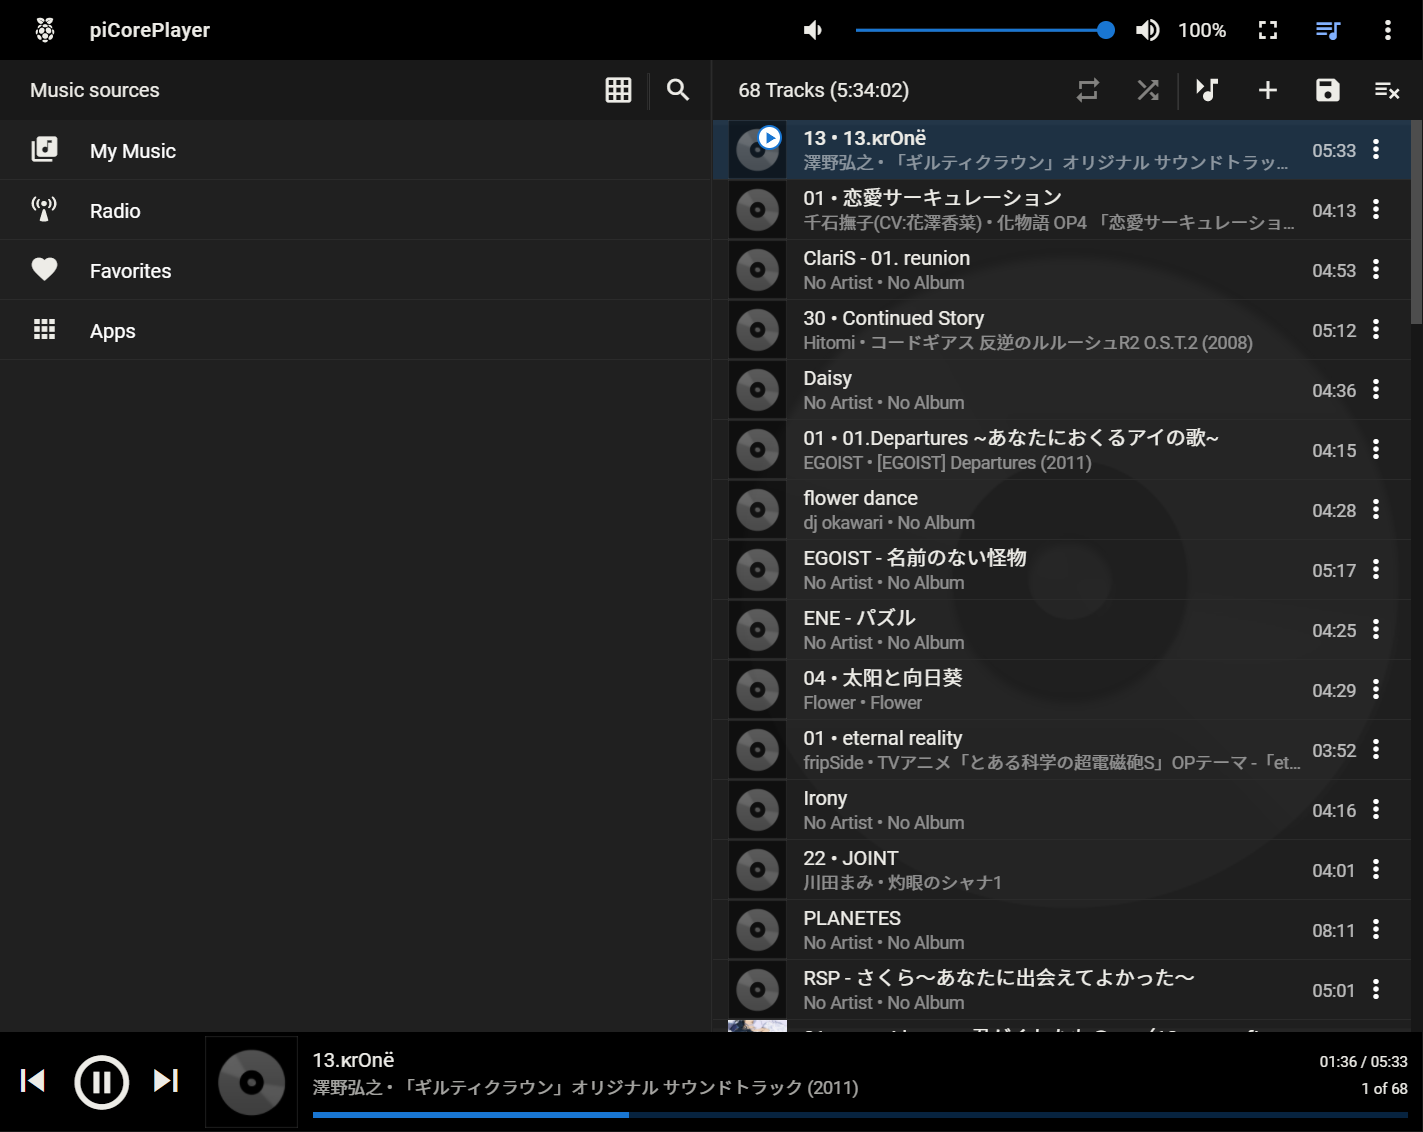 piCorePlayer
100%
Music sources
68 Tracks (5:34:02)
My Music
Radio
Favorites
Apps
13 • 13.κrOnё
澤野弘之 • 「ギルティクラウン」オリジナル サウンドトラッ...
05:33
01 • 恋愛サーキュレーション
千石撫子(CV:花澤香菜) • 化物語 OP4 「恋愛サーキュレーショ...
04:13
ClariS - 01. reunion
No Artist • No Album
04:53
30 • Continued Story
Hitomi • コードギアス 反逆のルルーシュR2 O.S.T.2 (2008)
05:12
Daisy
No Artist • No Album
04:36
01 • 01.Departures ~あなたにおくるアイの歌~
EGOIST • [EGOIST] Departures (2011)
04:15
flower dance
dj okawari • No Album
04:28
EGOIST - 名前のない怪物
No Artist • No Album
05:17
ENE - パズル
No Artist • No Album
04:25
04 • 太阳と向日葵
Flower • Flower
04:29
01 • eternal reality
fripSide • TVアニメ「とある科学の超電磁砲S」OPテーマ -「et...
03:52
Irony
No Artist • No Album
04:16
22 • JOINT
川田まみ • 灼眼のシャナ1
04:01
PLANETES
No Artist • No Album
08:11
RSP - さくら～あなたに出会えてよかった～
No Artist • No Album
05:01
13.κrOnё
澤野弘之 • 「ギルティクラウン」オリジナル サウンドトラック (2011)
01:36 / 05:33
1 of 68